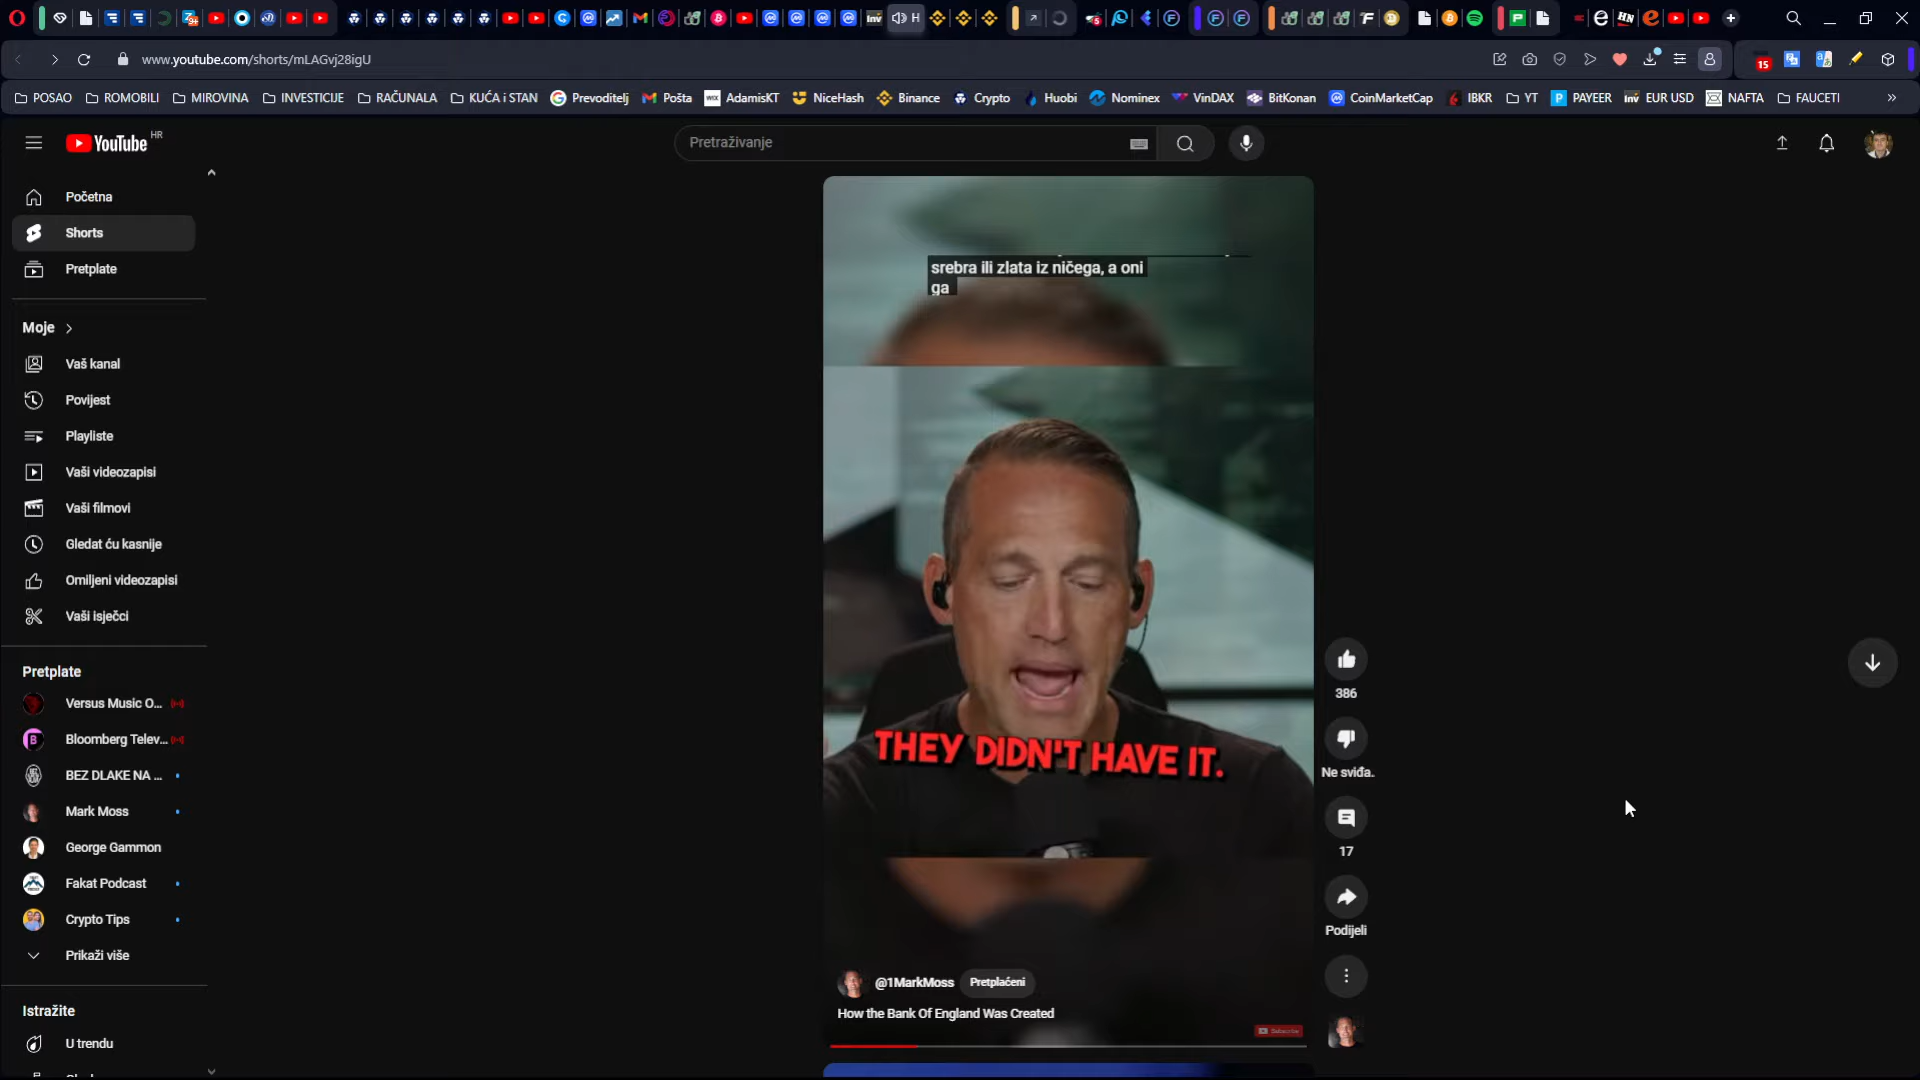 H
www.youtube.com/shorts/mLAGvj28igU
15
POSAO
ROMOBILI
MIROVINA
INVESTICIJE
RAČUNALA
KUĆA i STAN
Prevoditelj
Pošta
AdamisKT
NiceHash
Binance
Crypto
Huobi
Nominex
VinDAX
BitKonan
CoinMarketCap
IBKR
YT
PAYEER
EUR USD
NAFTA
FAUCETI
YouTube HR
Pretraživanje
Početna
Shorts
Pretplate
Moje
Vaš kanal
Povijest
Playliste
Vaši videozapisi
Vaši filmovi
Gledat ću kasnije
Omiljeni videozapisi
Vaši isječci
Pretplate
Versus Music O...
Bloomberg Telev...
BEZ DLAKE NA ...
Mark Moss
George Gammon
Fakat Podcast
Crypto Tips
Prikaži više
Istražite
U trendu
srebra ili zlata iz ničega, a oni
ga
THEY DIDN'T HAVE IT.
@1MarkMoss Pretplaćeni
How the Bank Of England Was Created
Subscribe
386
Ne sviđa.
17
Podijeli